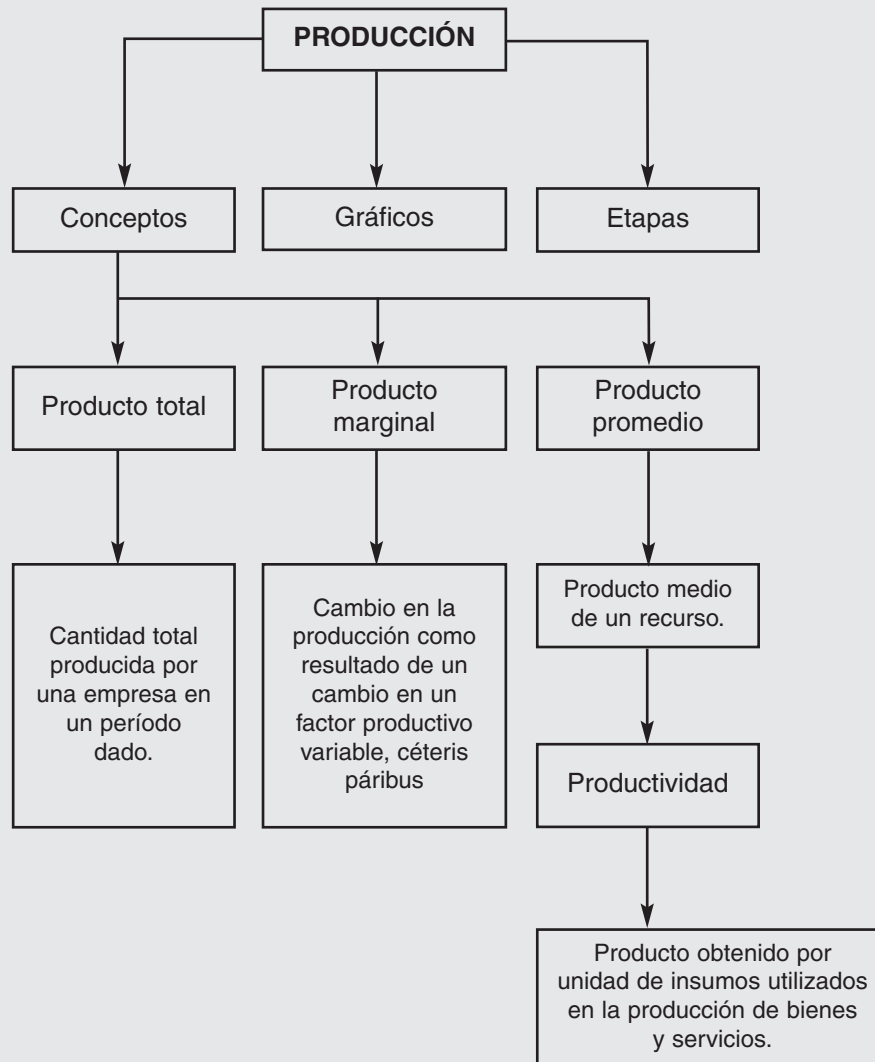 PRODUCCIÓN
Conceptos
Gráficos
Etapas
Producto total
Producto
marginal
Producto
promedio
Cantidad total
producida por
una empresa en
un período
dado.
Cambio en la
producción como
resultado de un
cambio en un
factor productivo
variable, céteris
páribus
Producto medio
de un recurso.
Productividad
Producto obtenido por
unidad de insumos utilizados
en la producción de bienes
y servicios.